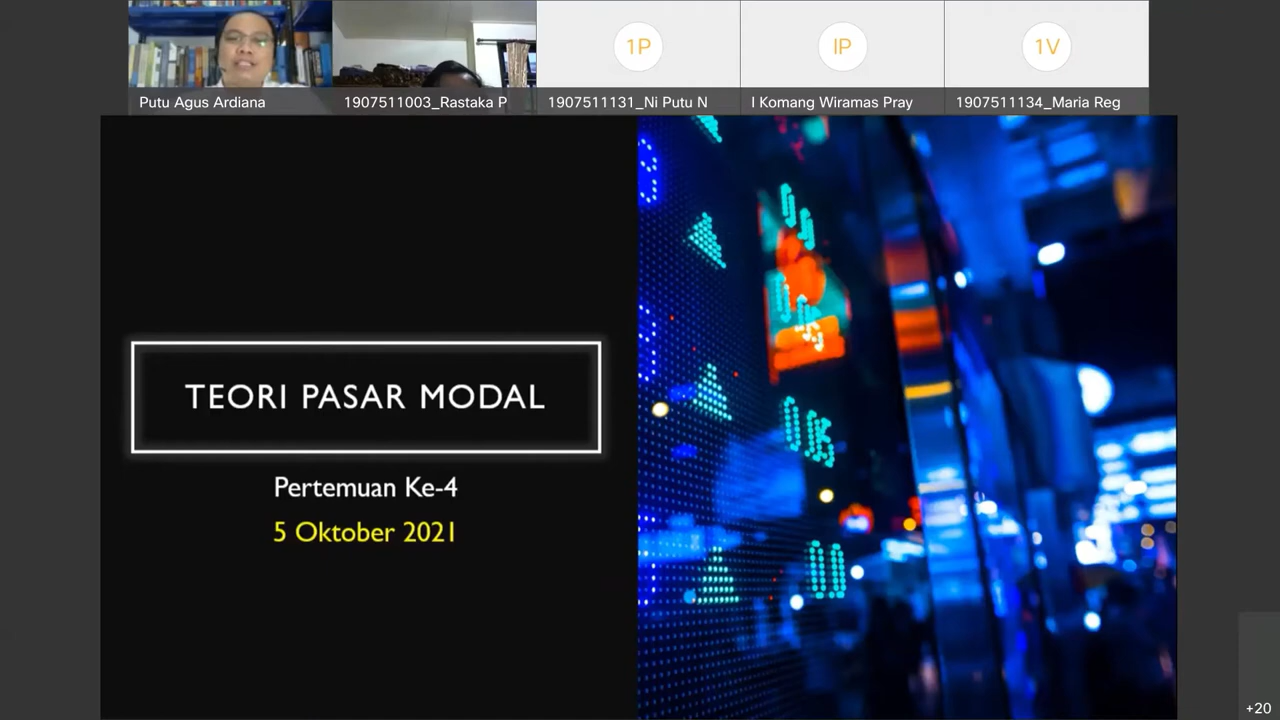 1P
IP
1V
Putu Agus Ardiana
1907511003_Rastaka P
1907511131_Ni Putu N
I Komang Wiramas Pray
1907511134_Maria Reg
TEORI PASAR MODAL
Pertemuan Ke-4
5 Oktober 2021
+20